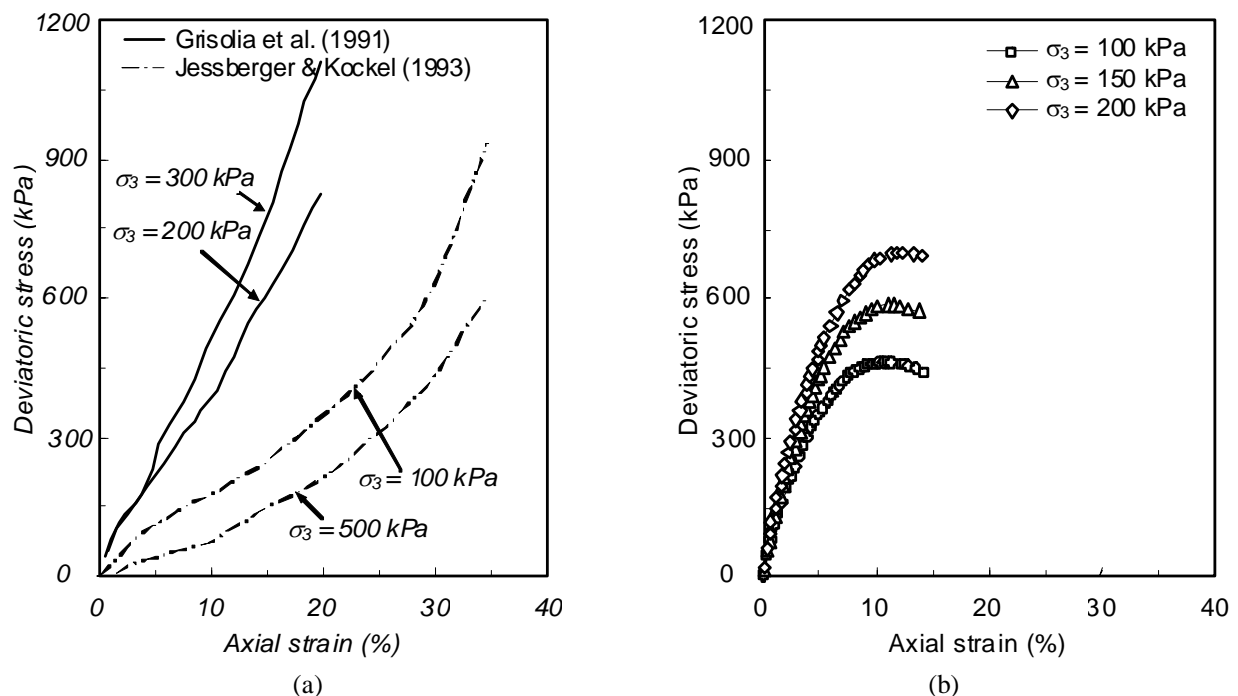 1200
900
600
300
0
Deviatoric stress (kPa)
Grisolia et al. (1991)
Jessberger & Kockel (1993)
σ3 = 300 kPa
σ3 = 200 kPa
σ3 = 100 kPa
σ3 = 500 kPa
0 10 20 30 40
Axial strain (%)
(a)
1200
900
600
300
0
Deviatoric stress (kPa)
σ3 = 100 kPa
σ3 = 150 kPa
σ3 = 200 kPa
0 10 20 30 40
Axial strain (%)
(b)